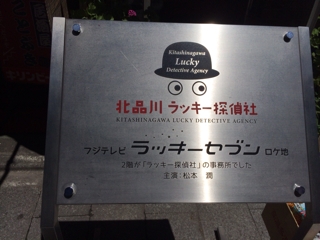 Kitashinagawa
Lucky
Detective Agency
北品川 ラッキー探偵社
KITASHINAGAWA LUCKY DETECTIVE AGENCY
フジテレビ ラッキーセブン ロケ地
2階が「ラッキー探偵社」の事務所でした
主演：松本 潤